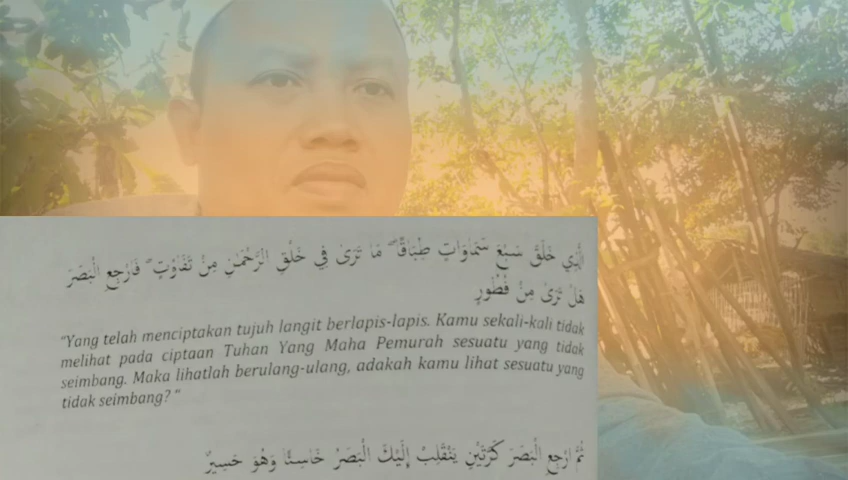 الَّذِي خَلَقَ سَبْعَ سَمَاوَاتٍ طِبَاقًا ۖ مَا تَرَىٰ فِي خَلْقِ الرَّحْمَٰنِ مِنْ تَفَاوُتٍ ۖ فَارْجِعِ الْبَصَرَ
هَلْ تَرَىٰ مِنْ فُطُورٍ
"Yang telah menciptakan tujuh langit berlapis-lapis. Kamu sekali-kali tidak
melihat pada ciptaan Tuhan Yang Maha Pemurah sesuatu yang tidak
seimbang. Maka lihatlah berulang-ulang, adakah kamu lihat sesuatu yang
tidak seimbang? "
ثُمَّ ارْجِعِ الْبَصَرَ كَرَّتَيْنِ يَنْقَلِبْ إِلَيْكَ الْبَصَرُ خَاسِئًا وَهُوَ حَسِيرٌ